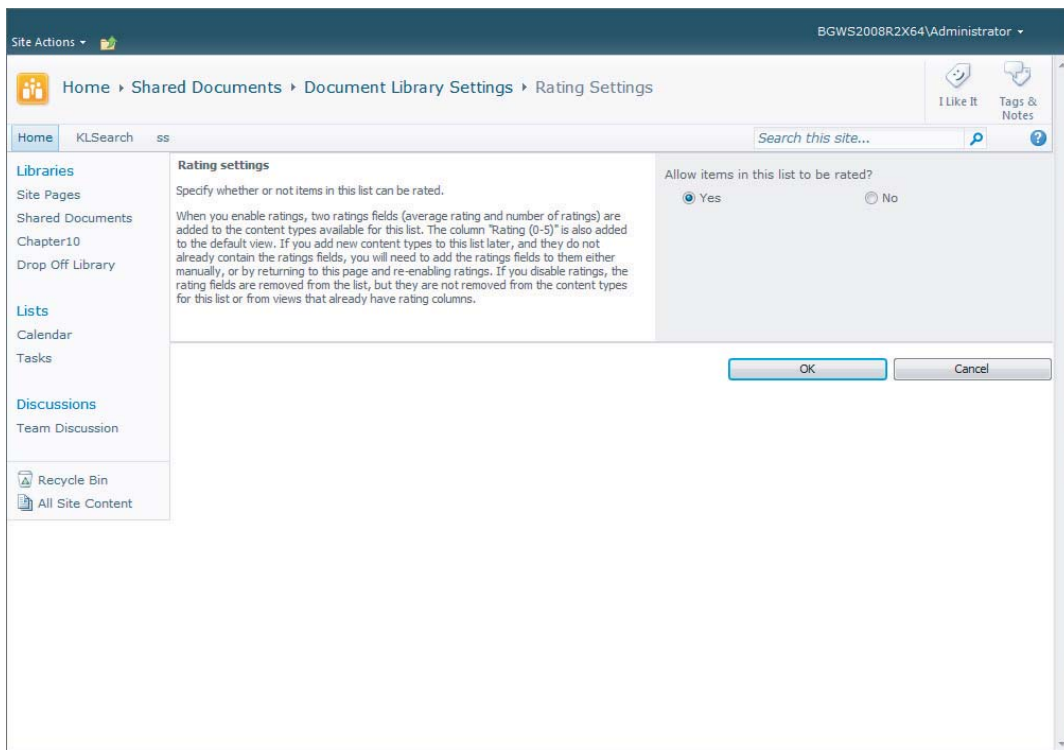 BGWS2008R2X64\Administrator
Site Actions
Home Shared Documents Document Library Settings Rating Settings
I Like It
Tags &
Notes
Home KLSearch ss
Search this site...
Libraries
Site Pages
Shared Documents
Chapter10
Drop Off Library
Lists
Calendar
Tasks
Discussions
Team Discussion
Recycle Bin
All Site Content
Rating settings
Specify whether or not items in this list can be rated.
When you enable ratings, two ratings fields (average rating and number of ratings) are
added to the content types available for this list. The column "Rating (0-5)" is also added
to the default view. If you add new content types to this list later, and they do not
already contain the ratings fields, you will need to add the ratings fields to them either
manually, or by returning to this page and re-enabling ratings. If you disable ratings, the
rating fields are removed from the list, but they are not removed from the content types
for this list or from views that already have rating columns.
Allow items in this list to be rated?
Yes No
OK Cancel